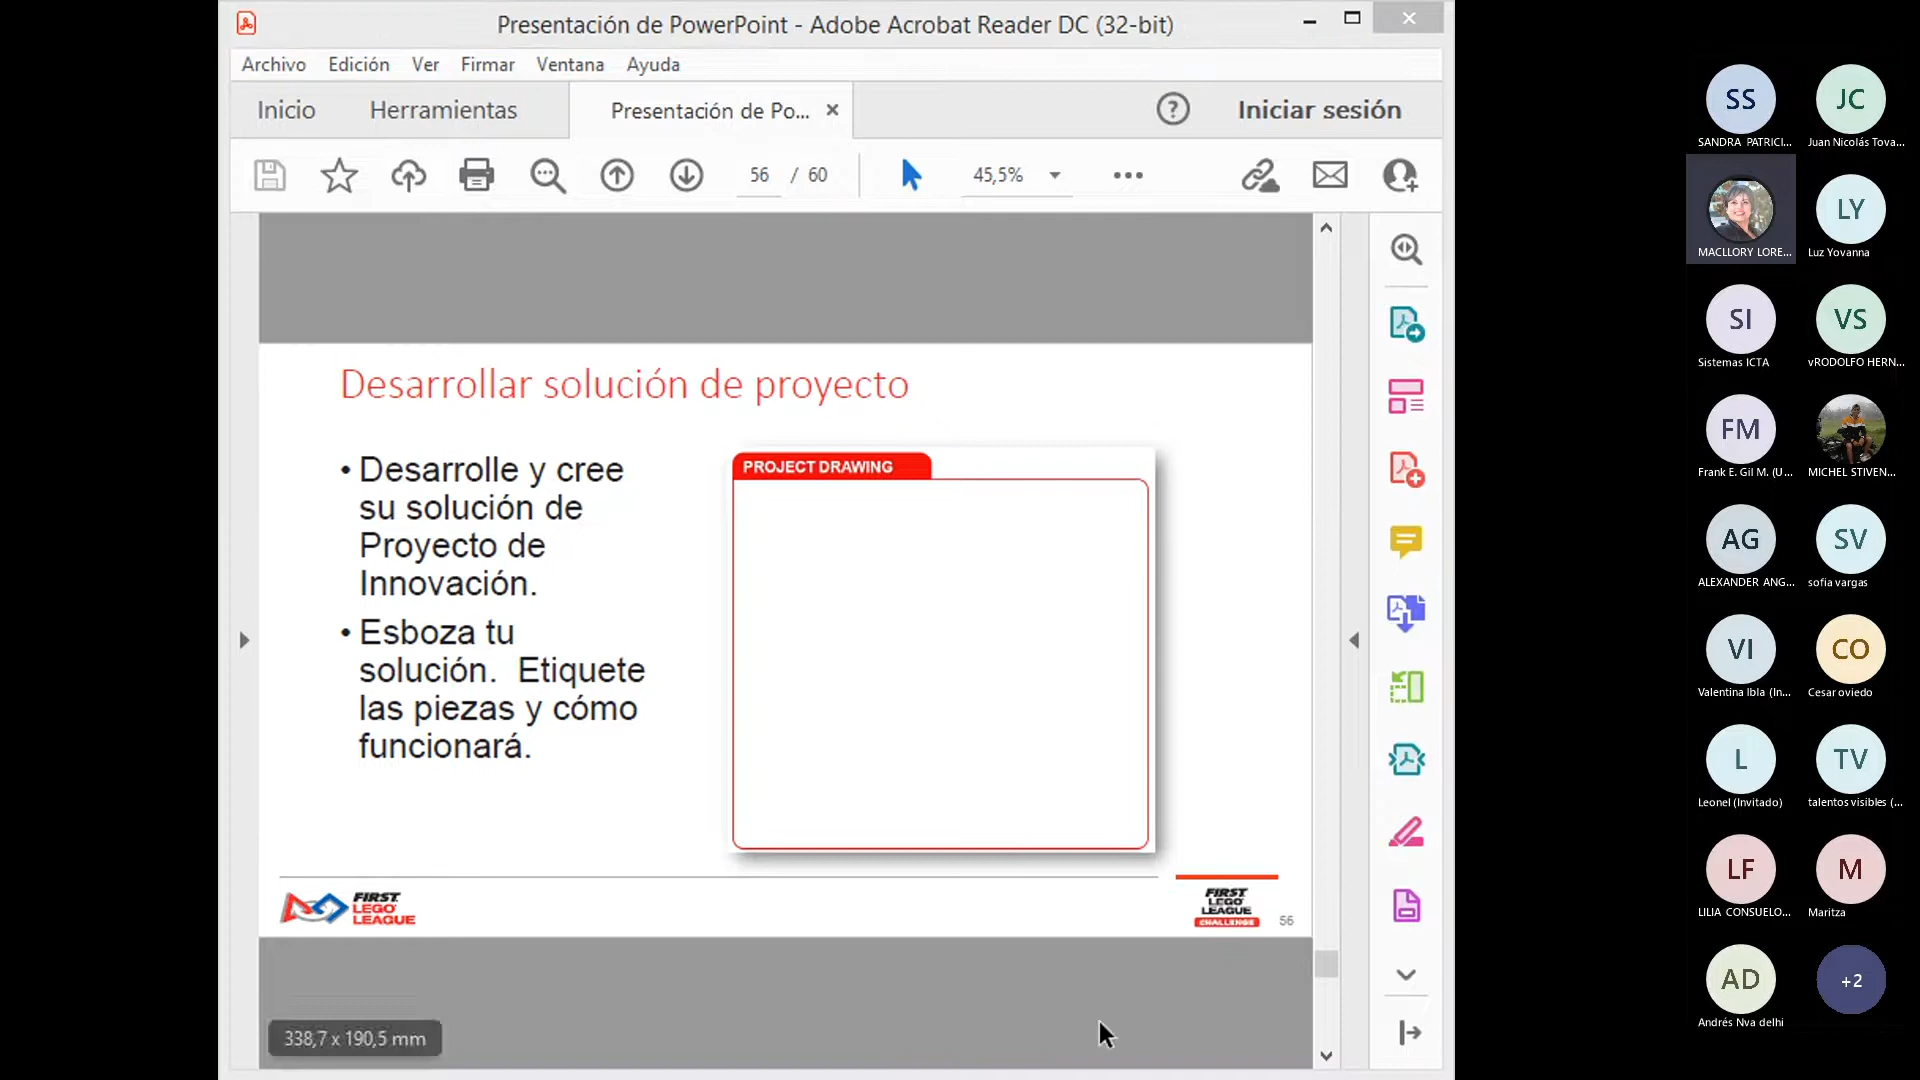 Presentación de PowerPoint - Adobe Acrobat Reader DC (32-bit)
Archivo Edición Ver Firmar Ventana Ayuda
Inicio Herramientas Presentación de Po... Iniciar sesión
56 / 60 45,5%
Desarrollar solución de proyecto
• Desarrolle y cree
su solución de
Proyecto de
Innovación.
• Esboza tu
solución. Etiquete
las piezas y cómo
funcionará.
PROJECT DRAWING
FIRST
LEGO
LEAGUE
FIRST
LEGO
LEAGUE
CHALLENGE
56
338,7 x 190,5 mm
SS JC
SANDRA PATRICI... Juan Nicolás Tova...
LY
MACLLORY LORE... Luz Yovanna
SI VS
Sistemas ICTA vRODOLFO HERN...
FM
Frank E. Gil M. (U... MICHEL STIVEN...
AG SV
ALEXANDER ANG... sofia vargas
VI CO
Valentina Ibla (In... Cesar oviedo
L TV
Leonel (Invitado) talentos visibles (...
LF M
LILIA CONSUELO... Maritza
AD +2
Andrés Nva delhi